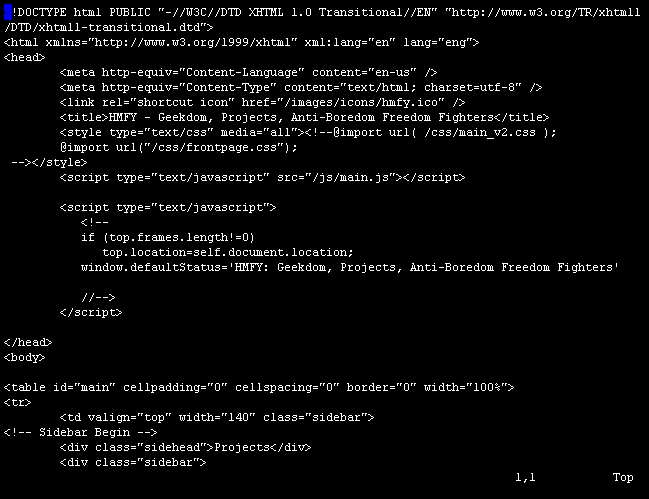 <!DOCTYPE html PUBLIC "-//W3C//DTD XHTML 1.0 Transitional//EN" "http://www.w3.org/TR/xhtml1
/DTD/xhtml1-transitional.dtd">
<html xmlns="http://www.w3.org/1999/xhtml" xml:lang="en" lang="eng">
<head>
<meta http-equiv="Content-Language" content="en-us" />
<meta http-equiv="Content-Type" content="text/html; charset=utf-8" />
<link rel="shortcut icon" href="/images/icons/hmfy.ico" />
<title>HMFY - Geekdom, Projects, Anti-Boredom Freedom Fighters</title>
<style type="text/css" media="all"><!--@import url( /css/main_v2.css );
@import url("/css/frontpage.css");
--></style>
<script type="text/javascript" src="/js/main.js"></script>
<script type="text/javascript">
<!--
if (top.frames.length!=0)
top.location=self.document.location;
window.defaultStatus='HMFY: Geekdom, Projects, Anti-Boredom Freedom Fighters'
//-->
</script>
</head>
<body>
<table id="main" cellpadding="0" cellspacing="0" border="0" width="100%">
<tr>
<td valign="top" width="140" class="sidebar">
<!-- Sidebar Begin -->
<div class="sidehead">Projects</div>
<div class="sidebar">
1,1 Top